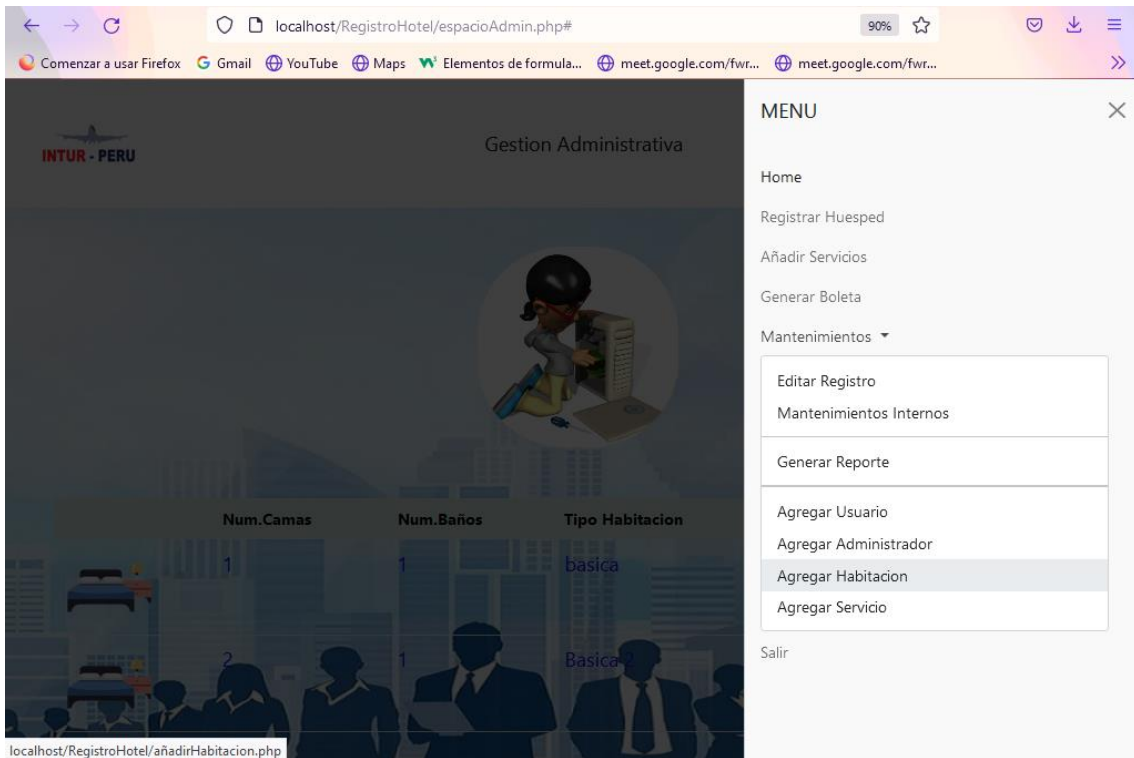 localhost/RegistroHotel/espacioAdmin.php# 90%
Comenzar a usar Firefox Gmail YouTube Maps Elementos de formula... meet.google.com/fwr... meet.google.com/fwr...
INTUR - PERU
Gestion Administrativa
Num.Camas Num.Baños Tipo Habitacion
1 1 basica
2 1 Basica 2
MENU
Home
Registrar Huesped
Añadir Servicios
Generar Boleta
Mantenimientos
Editar Registro
Mantenimientos Internos
Generar Reporte
Agregar Usuario
Agregar Administrador
Agregar Habitacion
Agregar Servicio
Salir
localhost/RegistroHotel/añadirHabitacion.php